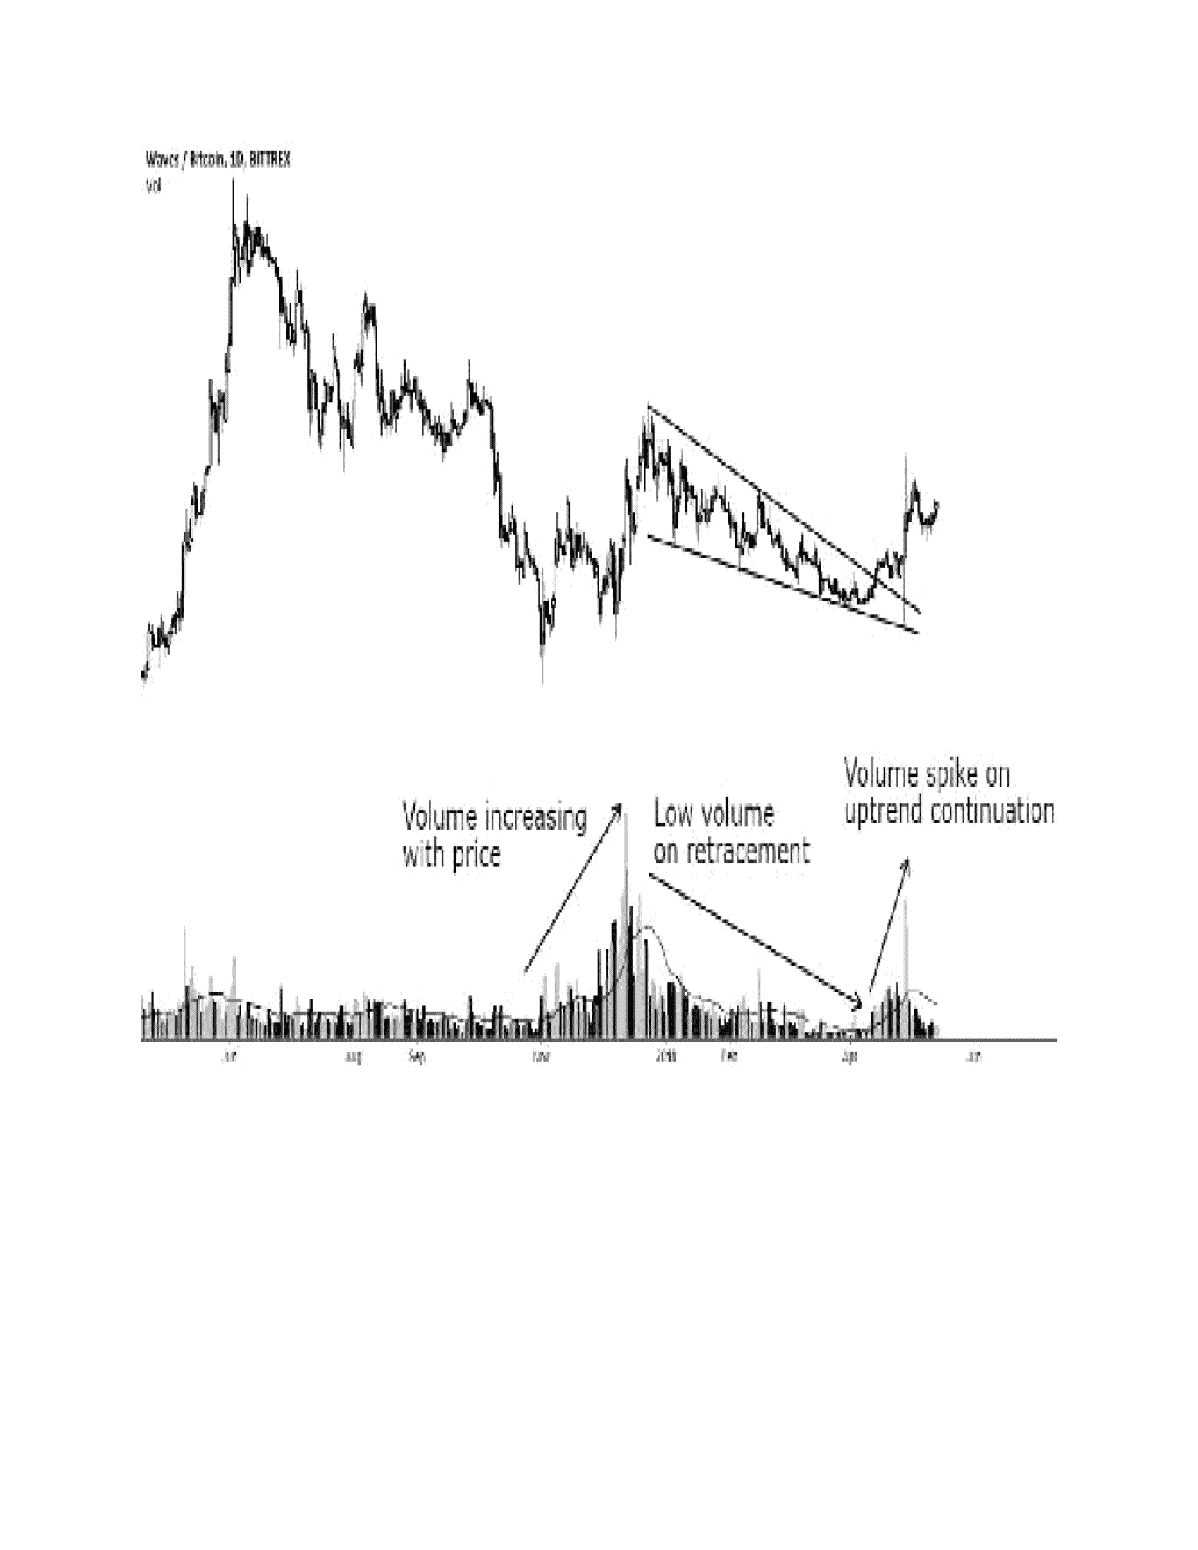 Waves / Bitcoin, 1D, BITTREX
Vol
Volume spike on
uptrend continuation
Volume increasing
with price
Low volume
on retracement
Aug Sep 2018 Feb Apr